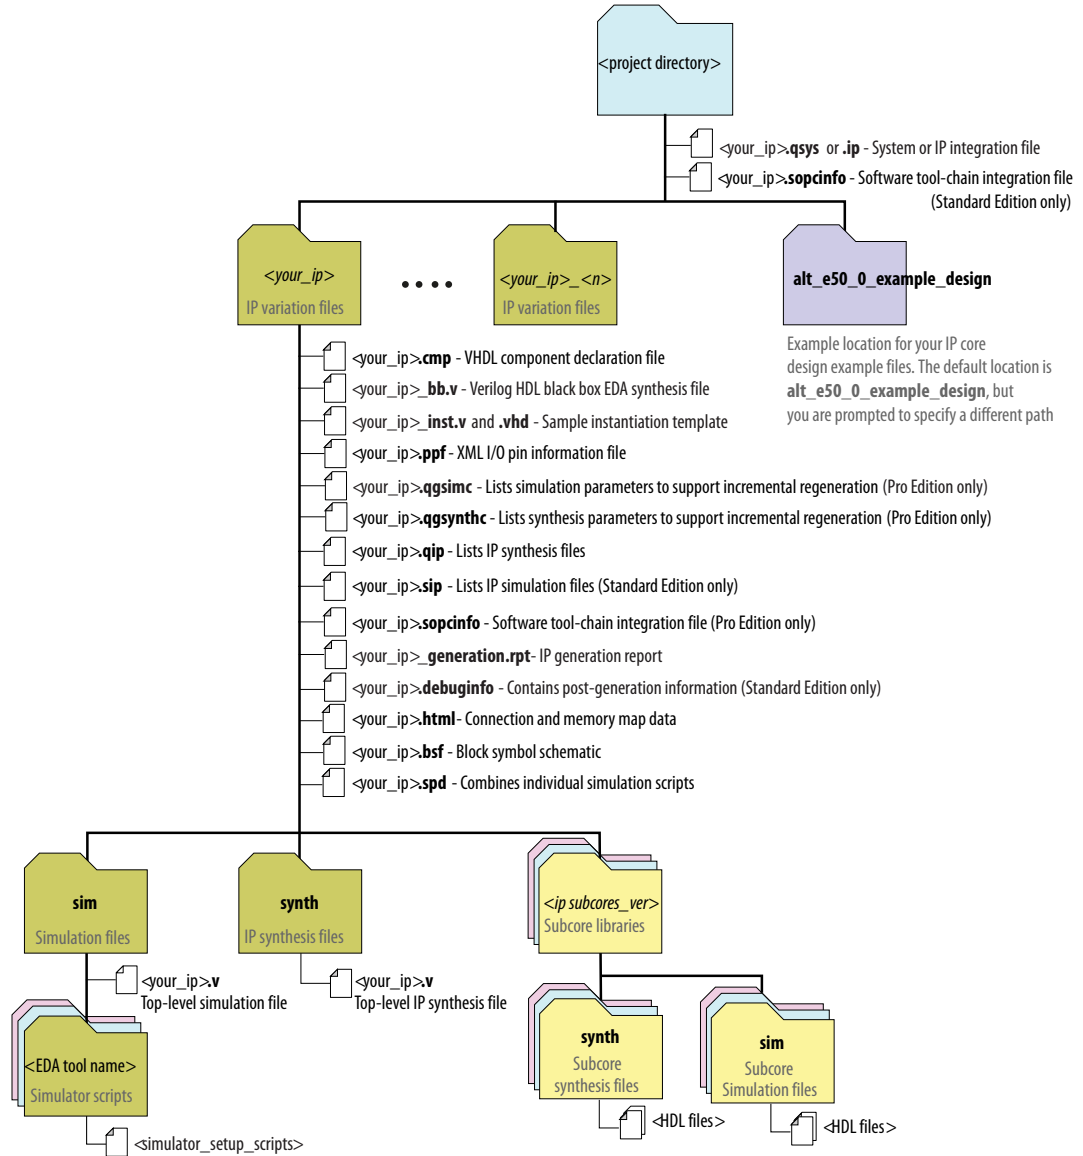 <project directory>
<your_ip>.qsys or .ip - System or IP integration file
<your_ip>.sopcinfo - Software tool-chain integration file
(Standard Edition only)
<your_ip>
IP variation files
<your_ip>_<n>
IP variation files
alt_e50_0_example_design
Example location for your IP core
design example files. The default location is
alt_e50_0_example_design, but
you are prompted to specify a different path
<your_ip>.cmp - VHDL component declaration file
<your_ip>_bb.v - Verilog HDL black box EDA synthesis file
<your_ip>_inst.v and .vhd - Sample instantiation template
<your_ip>.ppf - XML I/O pin information file
<your_ip>.qgsimc - Lists simulation parameters to support incremental regeneration (Pro Edition only)
<your_ip>.qgsynthc - Lists synthesis parameters to support incremental regeneration (Pro Edition only)
<your_ip>.qip - Lists IP synthesis files
<your_ip>.sip - Lists IP simulation files (Standard Edition only)
<your_ip>.sopcinfo - Software tool-chain integration file (Pro Edition only)
<your_ip>_generation.rpt- IP generation report
<your_ip>.debuginfo - Contains post-generation information (Standard Edition only)
<your_ip>.html- Connection and memory map data
<your_ip>.bsf - Block symbol schematic
<your_ip>.spd - Combines individual simulation scripts
sim
Simulation files
synth
IP synthesis files
<ip subcores_ver>
Subcore libraries
<your_ip>.v
Top-level simulation file
<your_ip>.v
Top-level IP synthesis file
<EDA tool name>
Simulator scripts
synth
Subcore
synthesis files
sim
Subcore
Simulation files
<HDL files>
<HDL files>
<simulator_setup_scripts>